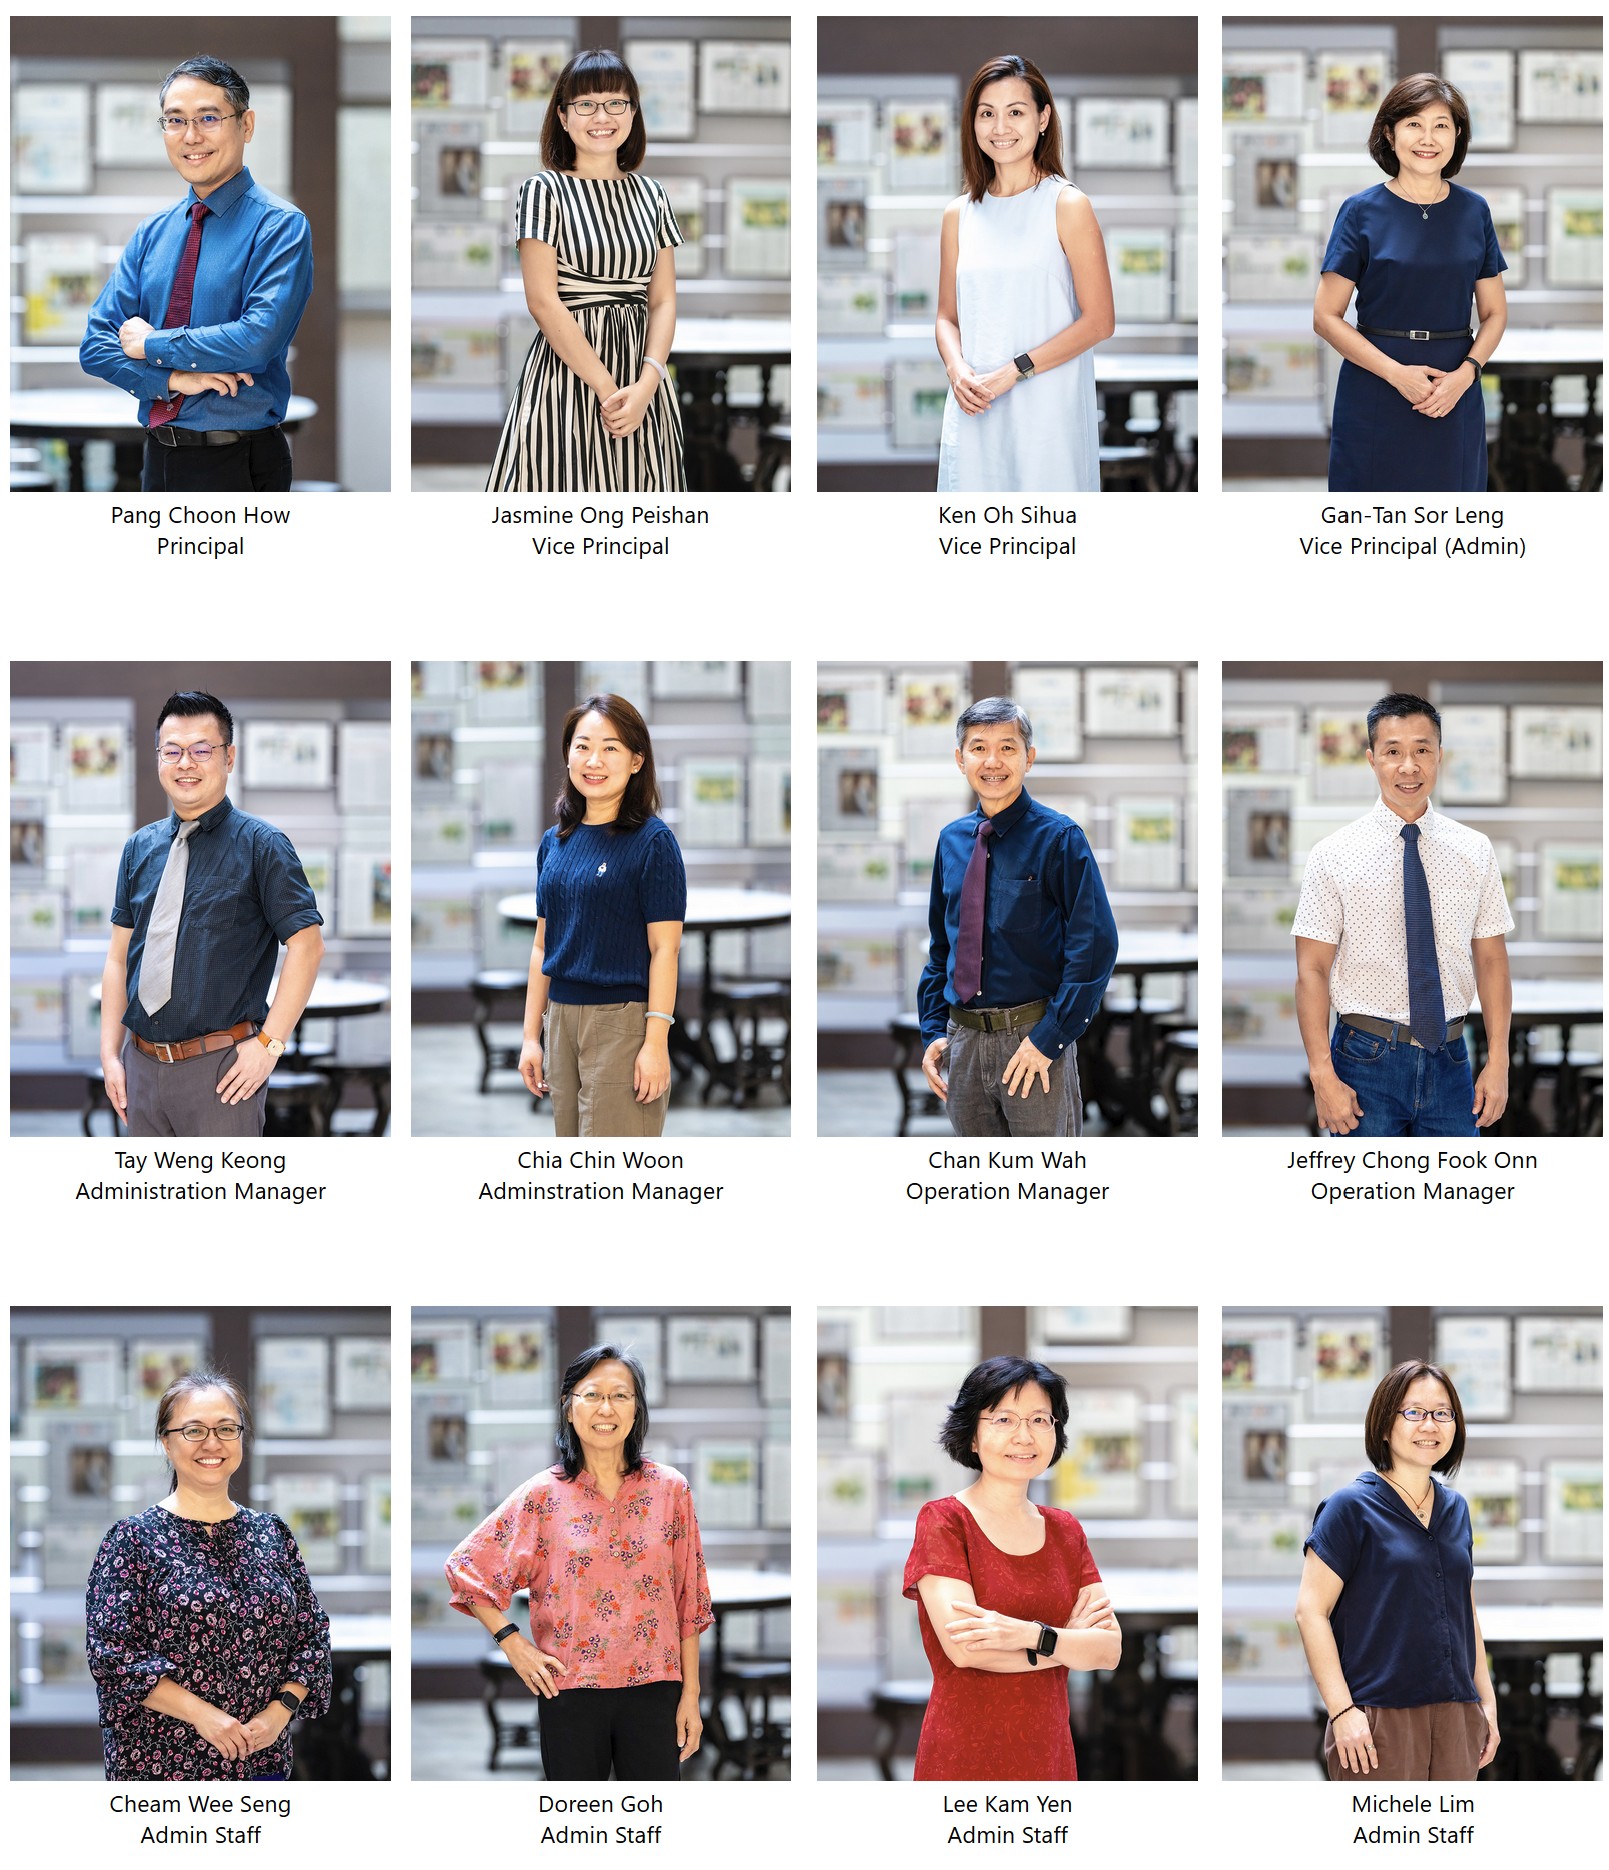 Pang Choon How
Principal
Jasmine Ong Peishan
Vice Principal
Ken Oh Sihua
Vice Principal
Gan-Tan Sor Leng
Vice Principal (Admin)
Tay Weng Keong
Administration Manager
Chia Chin Woon
Adminstration Manager
Chan Kum Wah
Operation Manager
Jeffrey Chong Fook Onn
Operation Manager
Cheam Wee Seng
Admin Staff
Doreen Goh
Admin Staff
Lee Kam Yen
Admin Staff
Michele Lim
Admin Staff